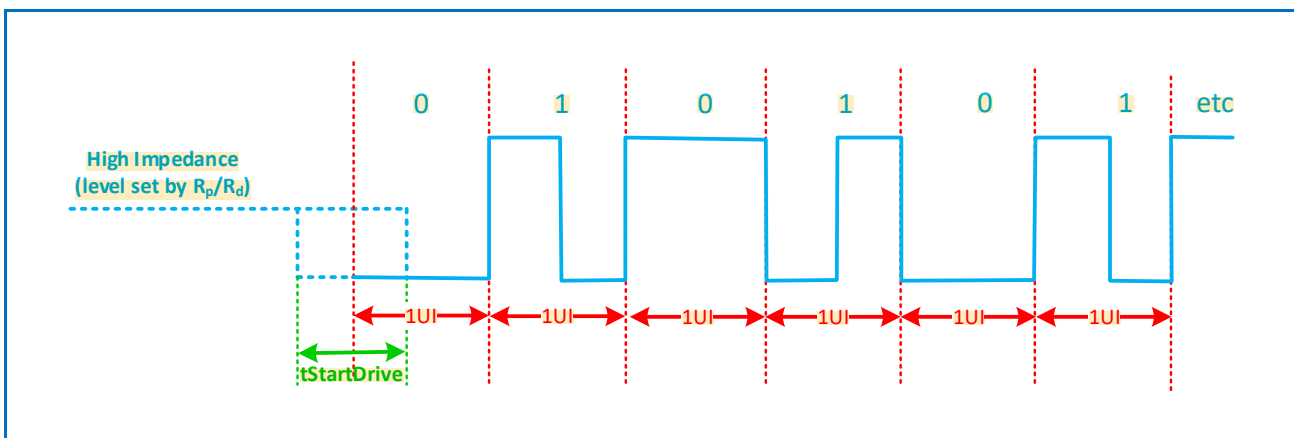 0 1 0 1 0 1 etc
High Impedance
(level set by Rp/Rd)
1UI 1UI 1UI 1UI 1UI 1UI
tStartDrive